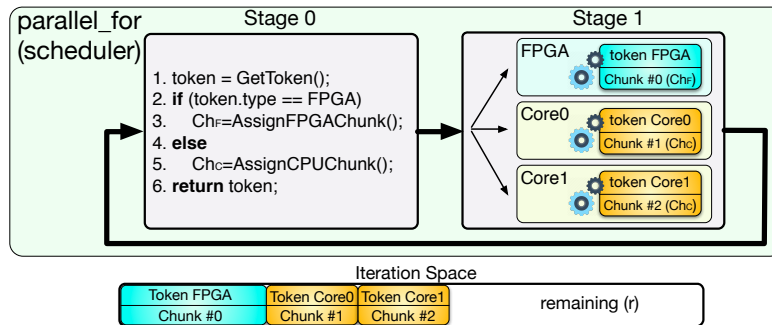 parallel_for
(scheduler)
Stage 0
1. token = GetToken();
2. if (token.type == FPGA)
3. ChF=AssignFPGAChunk();
4. else
5. ChC=AssignCPUChunk();
6. return token;
Stage 1
FPGA
token FPGA
Chunk #0 (ChF)
Core0
token Core0
Chunk #1 (ChC)
Core1
token Core1
Chunk #2 (ChC)
Iteration Space
Token FPGA
Chunk #0
Token Core0
Chunk #1
Token Core1
Chunk #2
remaining (r)